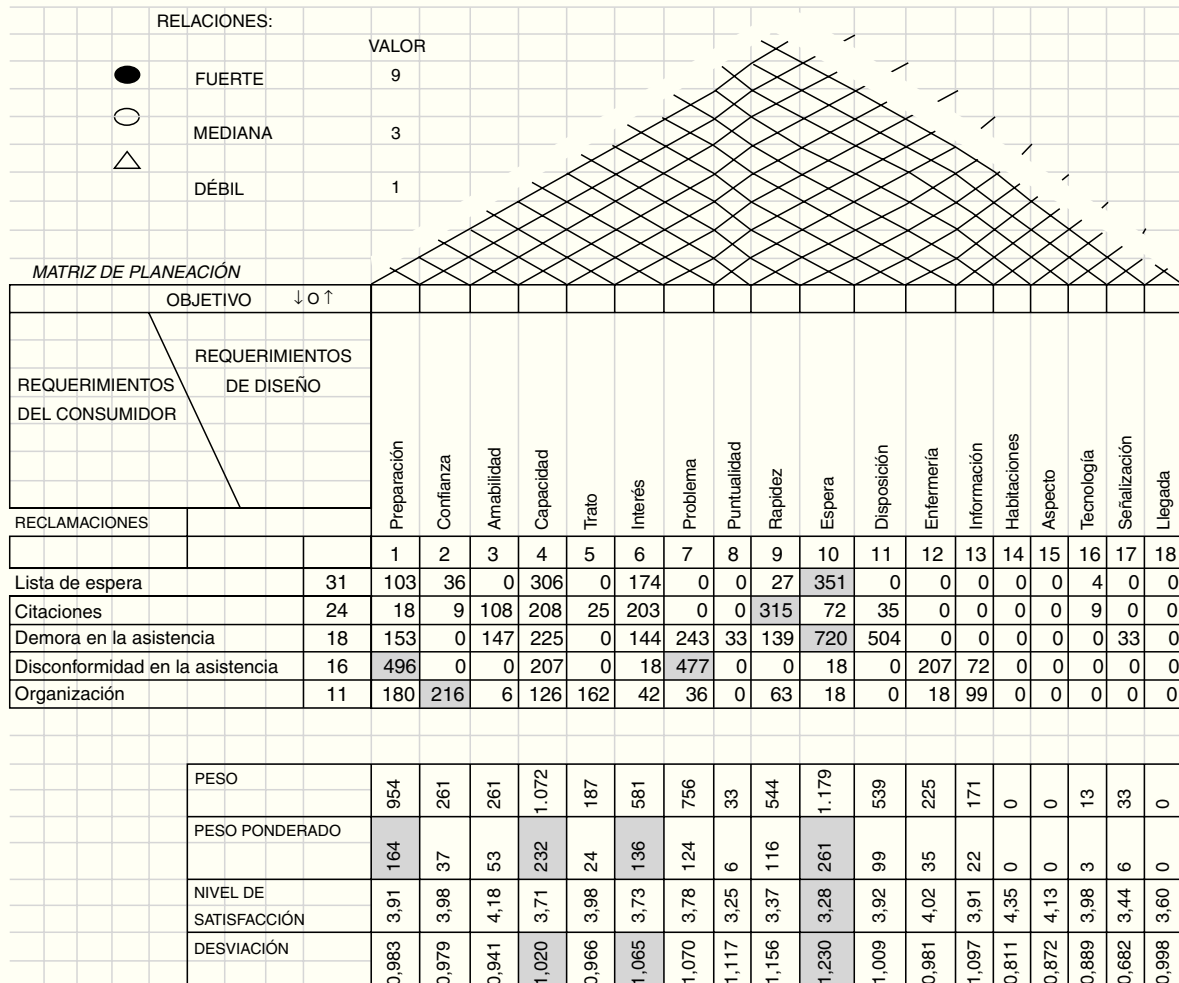 RELACIONES:
VALOR
FUERTE 9
MEDIANA 3
DÉBIL 1
MATRIZ DE PLANEACIÓN
OBJETIVO ↓ O ↑
REQUERIMIENTOS
DE DISEÑO
REQUERIMIENTOS
DEL CONSUMIDOR
Preparación
Confianza
Amabilidad
Capacidad
Trato
Interés
Problema
Puntualidad
Rapidez
Espera
Disposición
Enfermería
Información
Habitaciones
Aspecto
Tecnología
Señalización
Llegada
RECLAMACIONES
1 2 3 4 5 6 7 8 9 10 11 12 13 14 15 16 17 18
Lista de espera 31 103 36 0 306 0 174 0 0 27 351 0 0 0 0 0 4 0 0
Citaciones 24 18 9 108 208 25 203 0 0 315 72 35 0 0 0 0 9 0 0
Demora en la asistencia 18 153 0 147 225 0 144 243 33 139 720 504 0 0 0 0 0 33 0
Disconformidad en la asistencia 16 496 0 0 207 0 18 477 0 0 18 0 207 72 0 0 0 0 0
Organización 11 180 216 6 126 162 42 36 0 63 18 0 18 99 0 0 0 0 0
PESO 954 261 261 1.072 187 581 756 33 544 1.179 539 225 171 0 0 13 33 0
PESO PONDERADO 164 37 53 232 24 136 124 6 116 261 99 35 22 0 0 3 6 0
NIVEL DE
SATISFACCIÓN 3,91 3,98 4,18 3,71 3,98 3,73 3,78 3,25 3,37 3,28 3,92 4,02 3,91 4,35 4,13 3,98 3,44 3,60
DESVIACIÓN 0,983 0,979 0,941 1,020 0,966 1,065 1,070 1,117 1,156 1,230 1,009 0,981 1,097 0,811 0,872 0,889 0,682 0,998